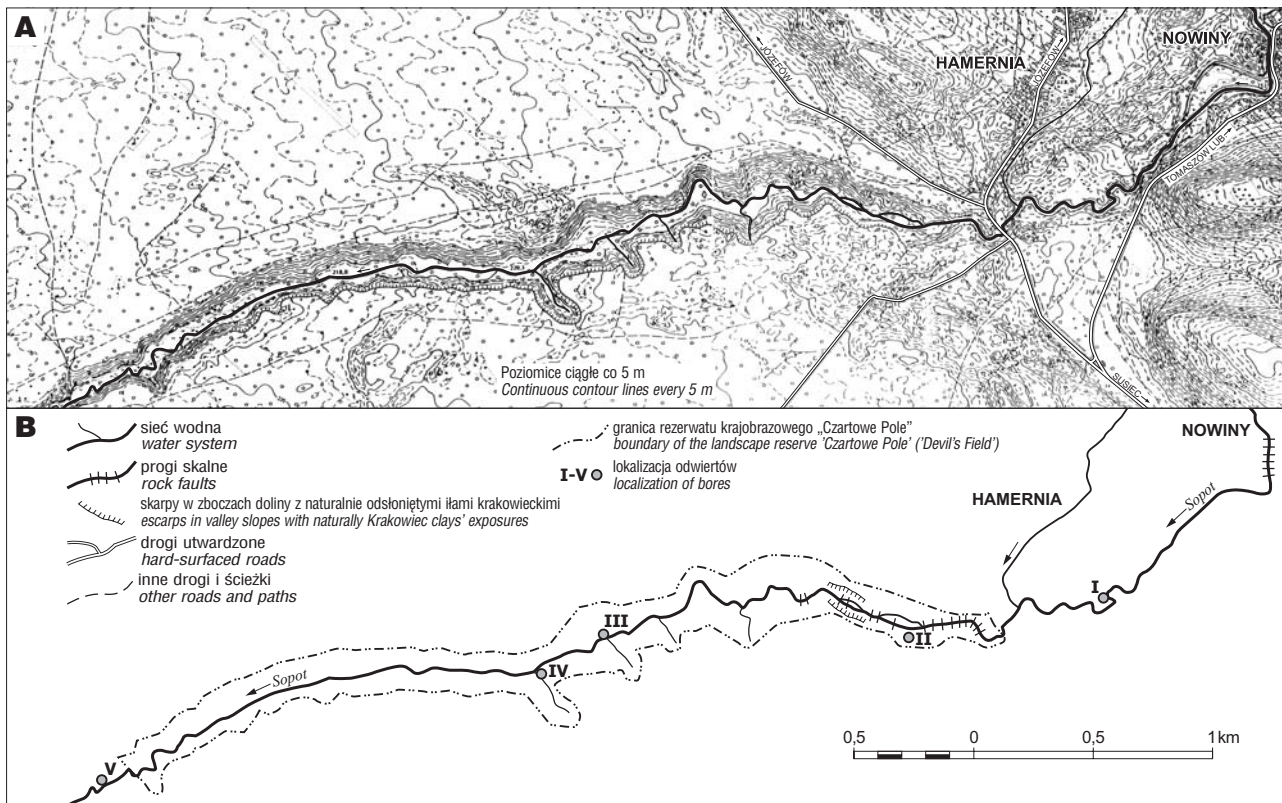 A
JÓZEFÓW
HAMERNIA
JÓZEFÓW
NOWINY
TOMASZÓW LUB.
SUSIEC
Poziomice ciągłe co 5 m
Continuous contour lines every 5 m
B
sieć wodna
water system
progi skalne
rock faults
skarpy w zboczach doliny z naturalnie odsłoniętymi iłami krakowieckimi
escarps in valley slopes with naturally Krakowiec clays' exposures
drogi utwardzone
hard-surfaced roads
inne drogi i ścieżki
other roads and paths
granica rezerwatu krajobrazowego „Czartowe Pole"
boundary of the landscape reserve 'Czartowe Pole' ('Devil's Field')
I-V lokalizacja odwiertów
localization of bores
NOWINY
HAMERNIA
Sopot
I
II
III
IV
Sopot
V
0,5 0 0,5 1 km